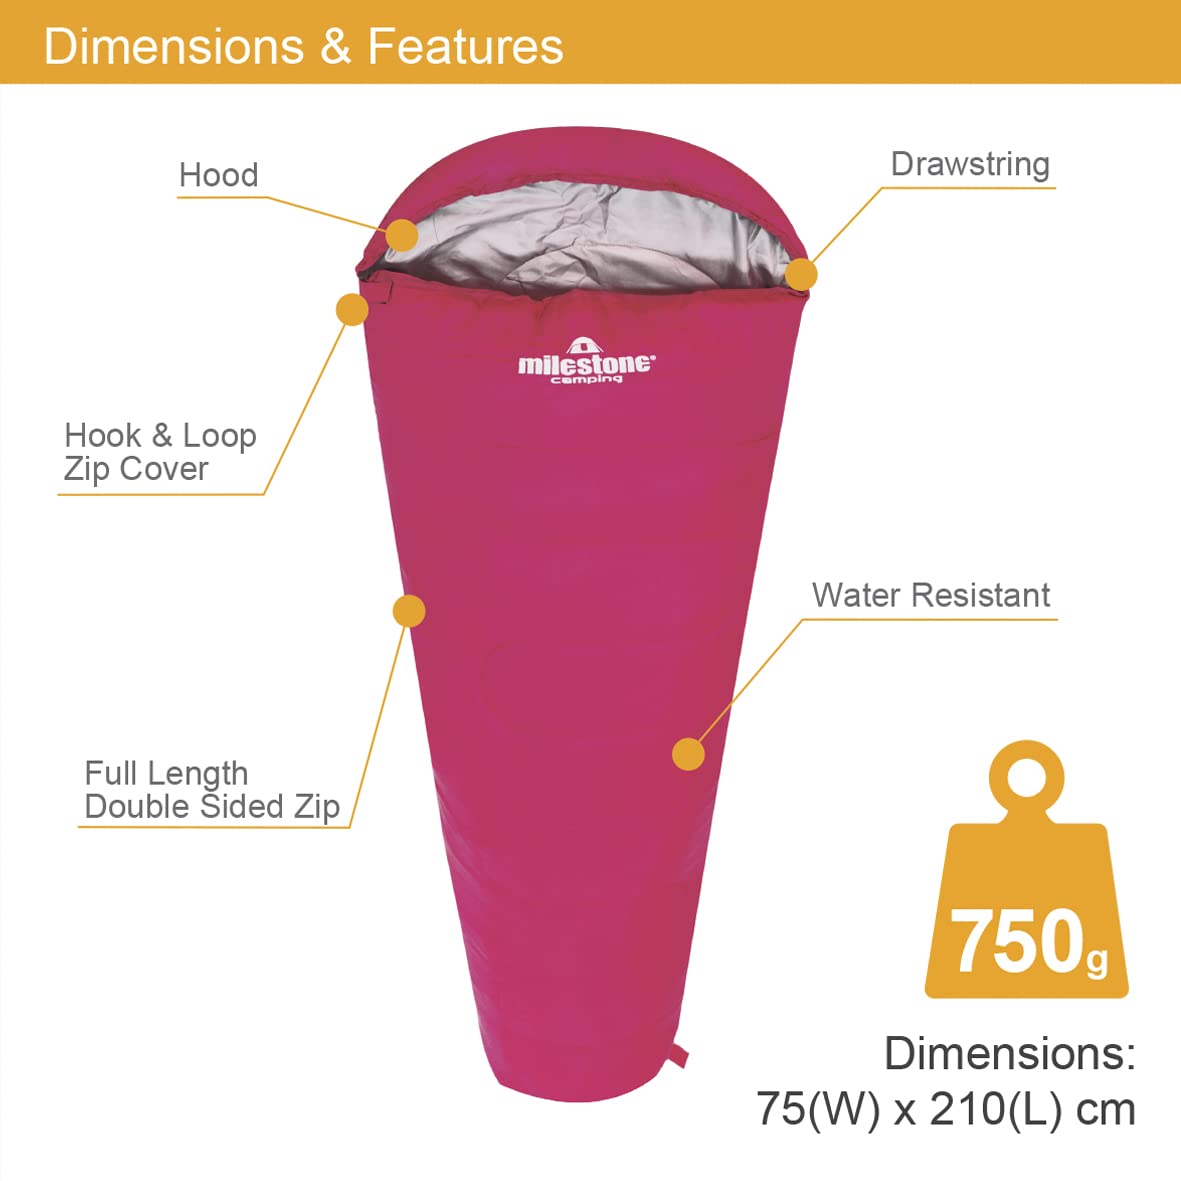 Dimensions & Features
Hood
Drawstring
milestone®
camping
Hook & Loop
Zip Cover
Water Resistant
Full Length
Double Sided Zip
750g
Dimensions:
75(W) x 210(L) cm